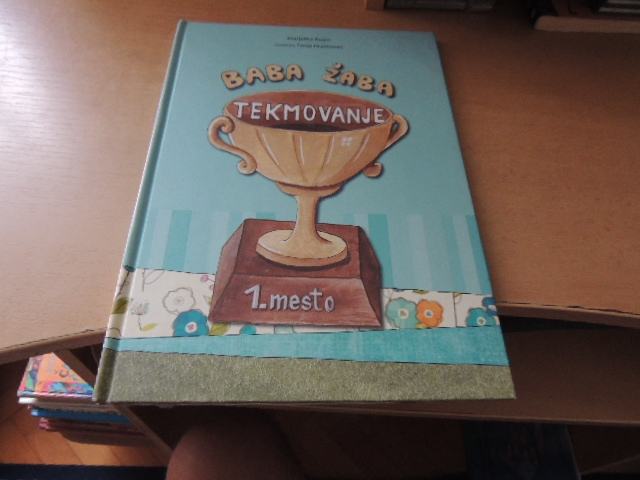 BABA ŽABA
TEKMOVANJE
1. mesto